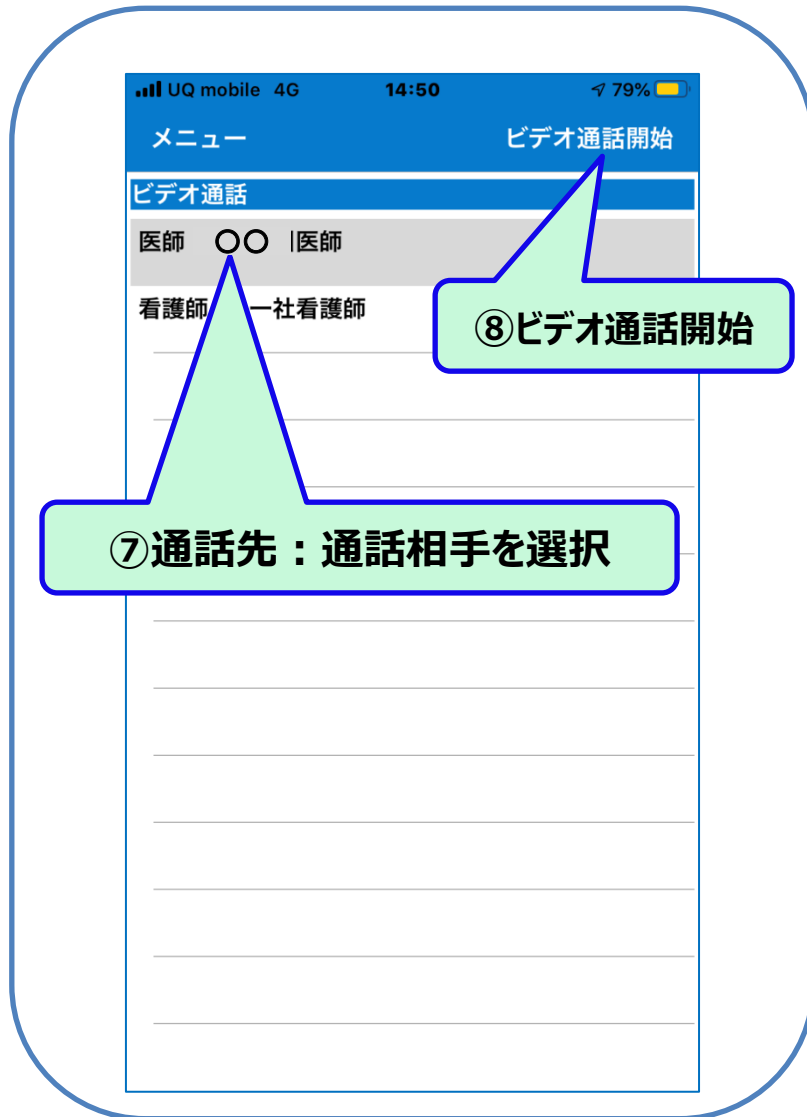 UQ mobile 4G 14:50 79%
メニュー ビデオ通話開始
ビデオ通話
医師 〇〇 医師
看護師 一社看護師
⑧ビデオ通話開始
⑦通話先：通話相手を選択